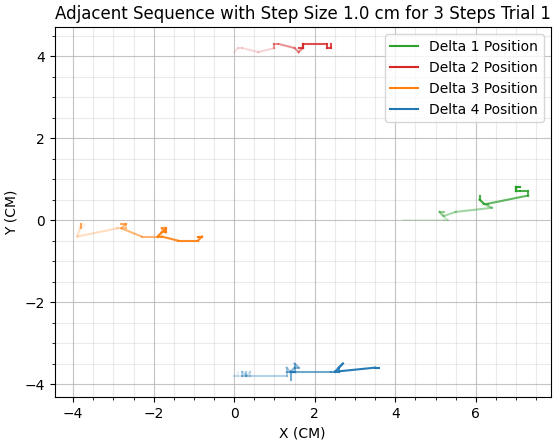 Adjacent Sequence with Step Size 1.0 cm for 3 Steps Trial 1
Delta 1 Position
Delta 2 Position
Delta 3 Position
Delta 4 Position
4
2
0
−2
−4
Y (CM)
−4 −2 0 2 4 6
X (CM)